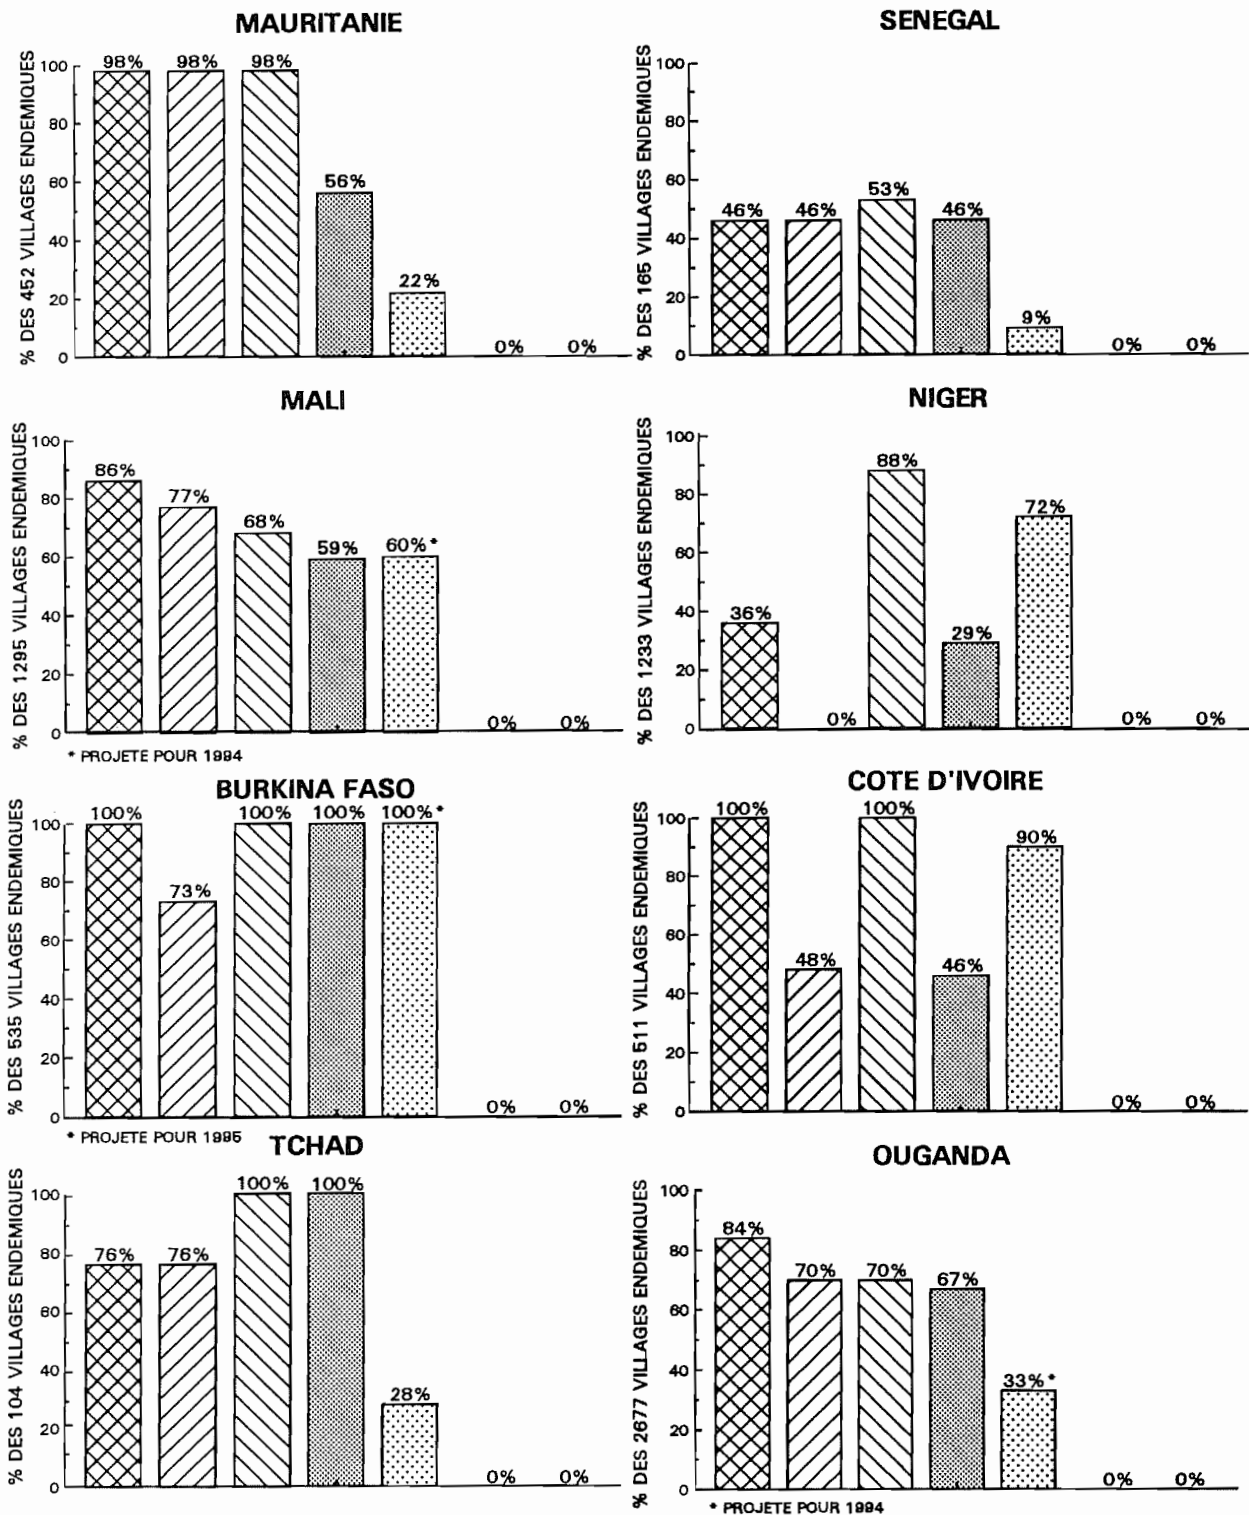 MAURITANIE
% DES 452 VILLAGES ENDEMIQUES
100
80
60
40
20
0
98% 98% 98% 56% 22% 0% 0%
SENEGAL
% DES 165 VILLAGES ENDEMIQUES
100
80
60
40
20
0
46% 46% 53% 46% 9% 0% 0%
MALI
% DES 1295 VILLAGES ENDEMIQUES
100
80
60
40
20
0
86% 77% 68% 59% 60%* 0% 0%
* PROJETE POUR 1994
NIGER
% DES 1233 VILLAGES ENDEMIQUES
100
80
60
40
20
0
36% 0% 88% 29% 72% 0% 0%
BURKINA FASO
% DES 535 VILLAGES ENDEMIQUES
100
80
60
40
20
0
100% 73% 100% 100% 100%* 0% 0%
* PROJETE POUR 1995
COTE D'IVOIRE
% DES 511 VILLAGES ENDEMIQUES
100
80
60
40
20
0
100% 48% 100% 46% 90% 0% 0%
TCHAD
% DES 104 VILLAGES ENDEMIQUES
100
80
60
40
20
0
76% 76% 100% 100% 28% 0% 0%
OUGANDA
% DES 2677 VILLAGES ENDEMIQUES
100
80
60
40
20
0
84% 70% 70% 67% 33%* 0% 0%
* PROJETE POUR 1994